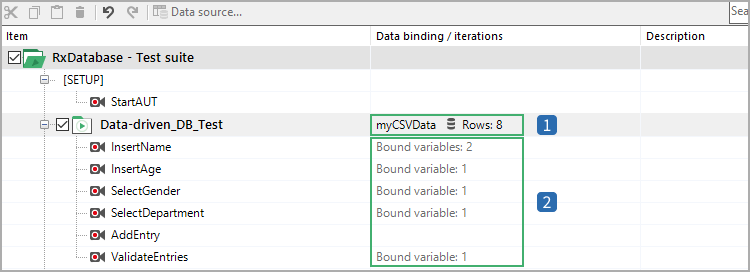 Data source... Sea
Item Data binding / iterations Description
RxDatabase - Test suite
[SETUP]
StartAUT
Data-driven_DB_Test myCSVData Rows: 8 1
InsertName Bound variables: 2
InsertAge Bound variable: 1
SelectGender Bound variable: 1
SelectDepartment Bound variable: 1 2
AddEntry
ValidateEntries Bound variable: 1